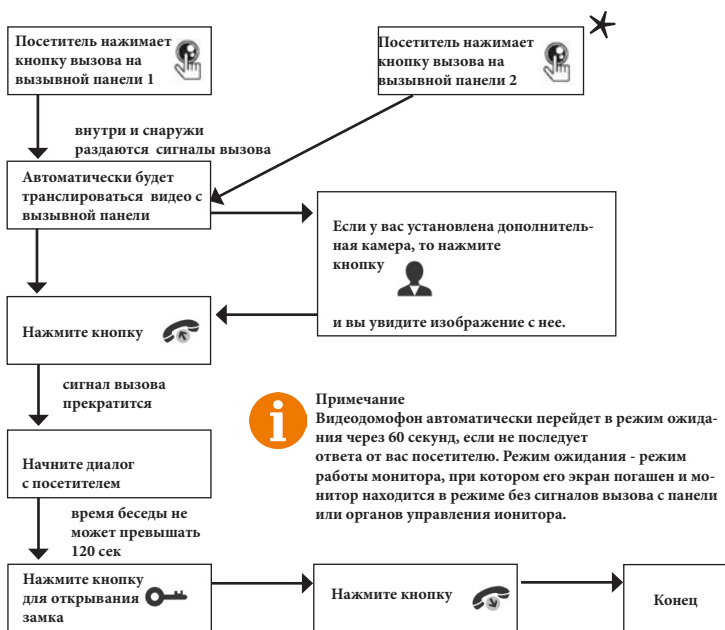 Посетитель нажимает
кнопку вызова на
вызывной панели 1
Посетитель нажимает
кнопку вызова на
вызывной панели 2
внутри и снаружи
раздаются сигналы вызова
Автоматически будет
транслироваться видео с
вызывной панели
Если у вас установлена дополнитель-
ная камера, то нажмите
кнопку
и вы увидите изображение с нее.
Нажмите кнопку
сигнал вызова
прекратится
Примечание
Видеодомофон автоматически перейдет в режим ожида-
ния через 60 секунд, если не последует
ответа от вас посетителю. Режим ожидания - режим
работы монитора, при котором его экран погашен и мо-
нитор находится в режиме без сигналов вызова с панели
или органов управления ионитора.
Начните диалог
с посетителем
время беседы не
может превышать
120 сек
Нажмите кнопку
для открывания
замка
Нажмите кнопку
Конец